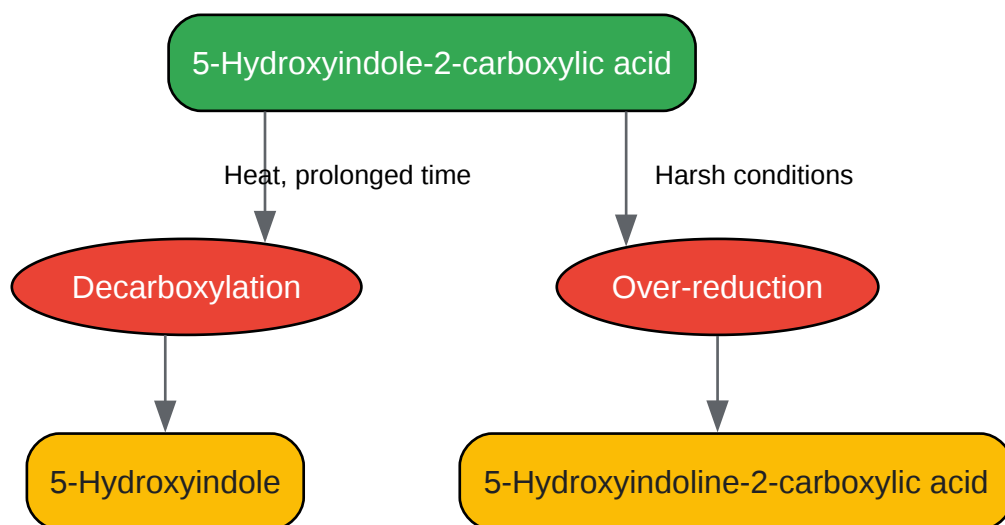 5-Hydroxyindole-2-carboxylic acid
Heat, prolonged time
Harsh conditions
Decarboxylation
Over-reduction
5-Hydroxyindole
5-Hydroxyindoline-2-carboxylic acid